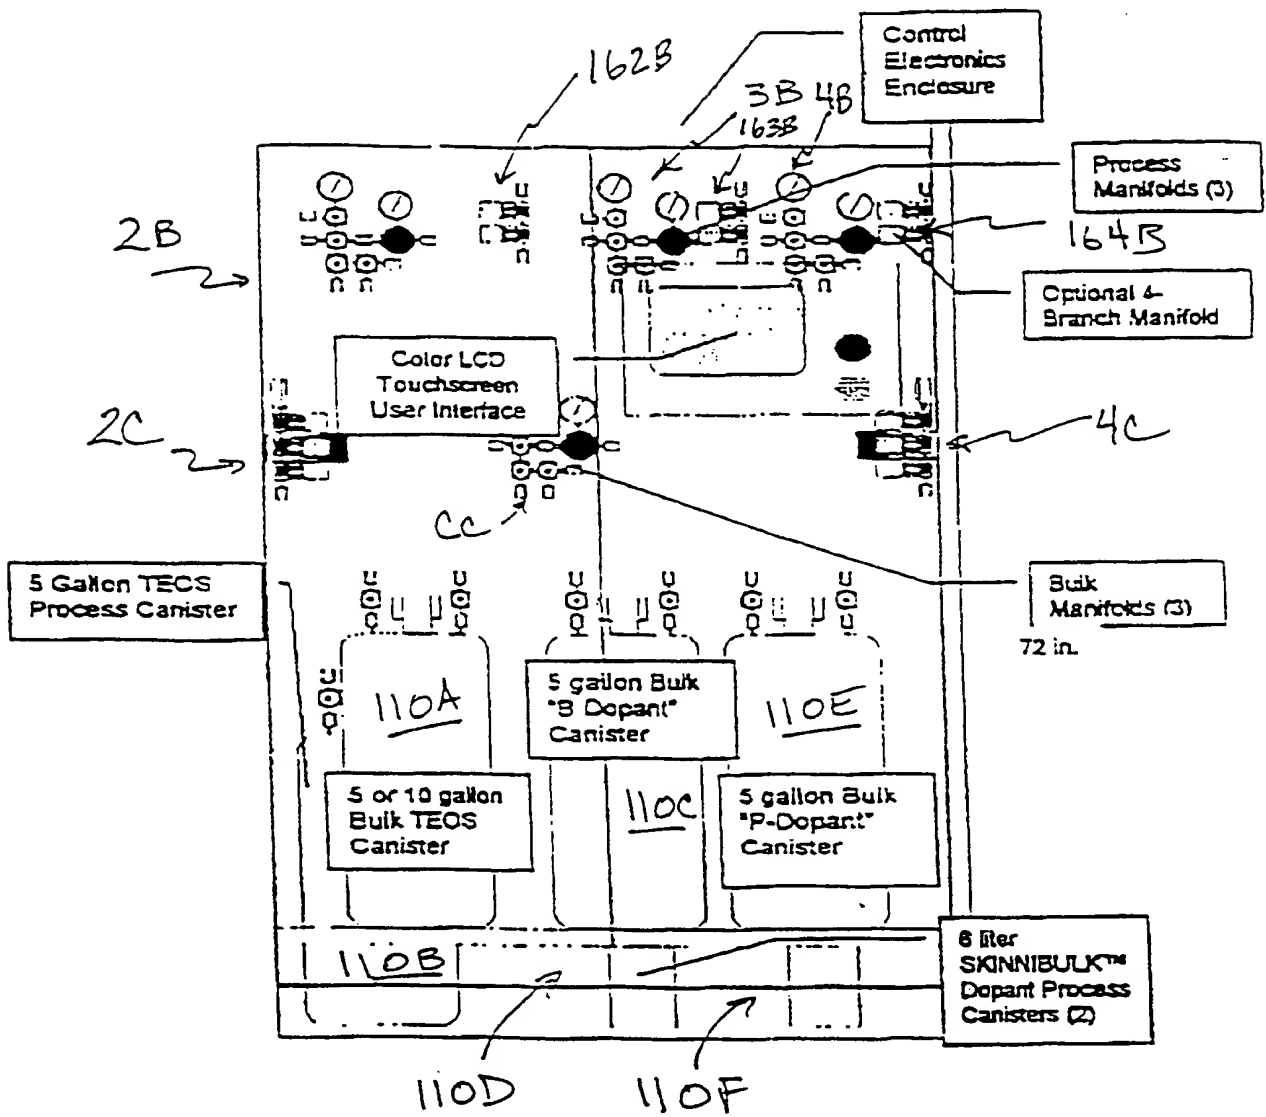 Control
Electronics
Enclosure
162B
3B
4B
163B
Process
Manifolds (3)
2B
164B
Optional 4-
Branch Manifold
Color LCD
Touchscreen
User Interface
2C
4C
CC
5 Gallon TEOS
Process Canister
Bulk
Manifolds (3)
72 in.
110A
5 gallon Bulk
"B Dopant"
Canister
110E
5 or 10 gallon
Bulk TEOS
Canister
110C
5 gallon Bulk
"P-Dopant"
Canister
110B
6 liter
SKINNIBULK™
Dopant Process
Canisters (2)
110D
110F